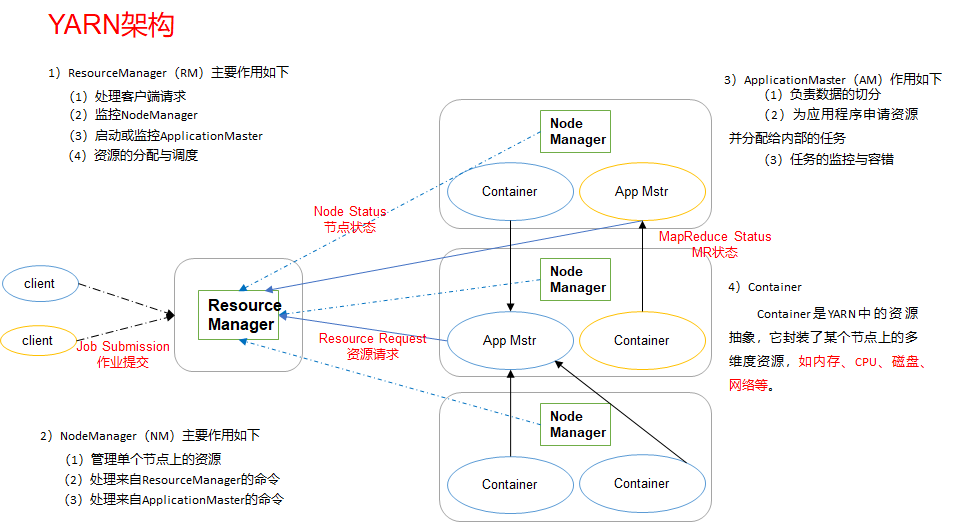 YARN架构
1）ResourceManager（RM）主要作用如下
（1）处理客户端请求
（2）监控NodeManager
（3）启动或监控ApplicationMaster
（4）资源的分配与调度
3）ApplicationMaster（AM）作用如下
（1）负责数据的切分
（2）为应用程序申请资源
并分配给内部的任务
（3）任务的监控与容错
Node
Manager
Container
App Mstr
Node Status
节点状态
MapReduce Status
MR状态
client
client
Job Submission
作业提交
Resource
Manager
Resource Request
资源请求
Node
Manager
App Mstr
Container
4）Container
Container是YARN中的资源
抽象，它封装了某个节点上的多
维度资源，如内存、CPU、磁盘、
网络等。
2）NodeManager（NM）主要作用如下
（1）管理单个节点上的资源
（2）处理来自ResourceManager的命令
（3）处理来自ApplicationMaster的命令
Node
Manager
Container
Container